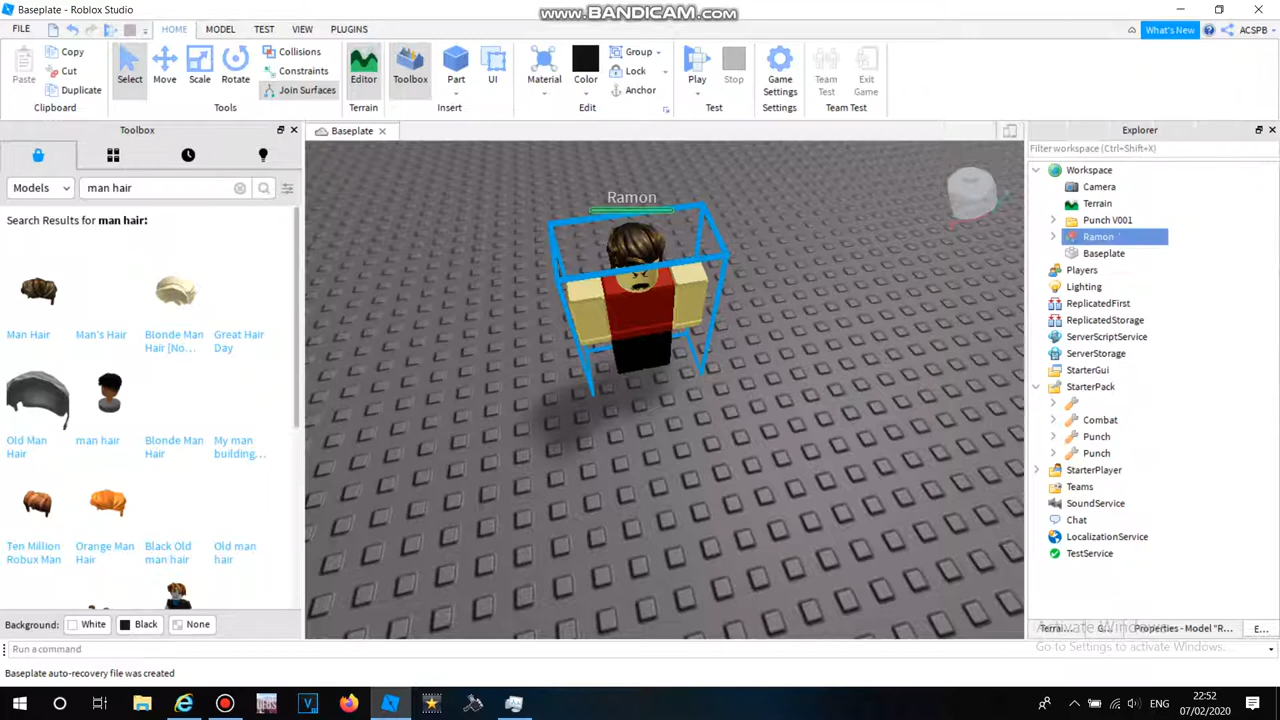 Baseplate - Roblox Studio
WWW.BANDICAM.COM
FILE HOME MODEL TEST VIEW PLUGINS What's New ACSPB
Paste Copy Cut Duplicate Clipboard
Select Move Scale Rotate Collisions Constraints Join Surfaces Tools
Editor Terrain
Toolbox Part UI Insert
Material Color Group Lock Anchor Edit
Play Stop Test
Game Settings Settings
Team Test Exit Game Team Test
Toolbox
Models man hair
Search Results for man hair:
Man Hair Man's Hair Blonde Man Hair [No... Great Hair Day
Old Man Hair man hair Blonde Man Hair My man building...
Ten Million Robux Man Orange Man Hair Black Old man hair Old man hair
Background: White Black None
Baseplate
Ramon
Explorer
Filter workspace (Ctrl+Shift+X)
Workspace
Camera
Terrain
Punch V001
Ramon
Baseplate
Players
Lighting
ReplicatedFirst
ReplicatedStorage
ServerScriptService
ServerStorage
StarterGui
StarterPack
Combat
Punch
Punch
StarterPlayer
Teams
SoundService
Chat
LocalizationService
TestService
Activate Windows
Terrai... G... Properties - Model "R... E...
Go to Settings to activate Windows.
Run a command
Baseplate auto-recovery file was created
ENG 22:52
07/02/2020